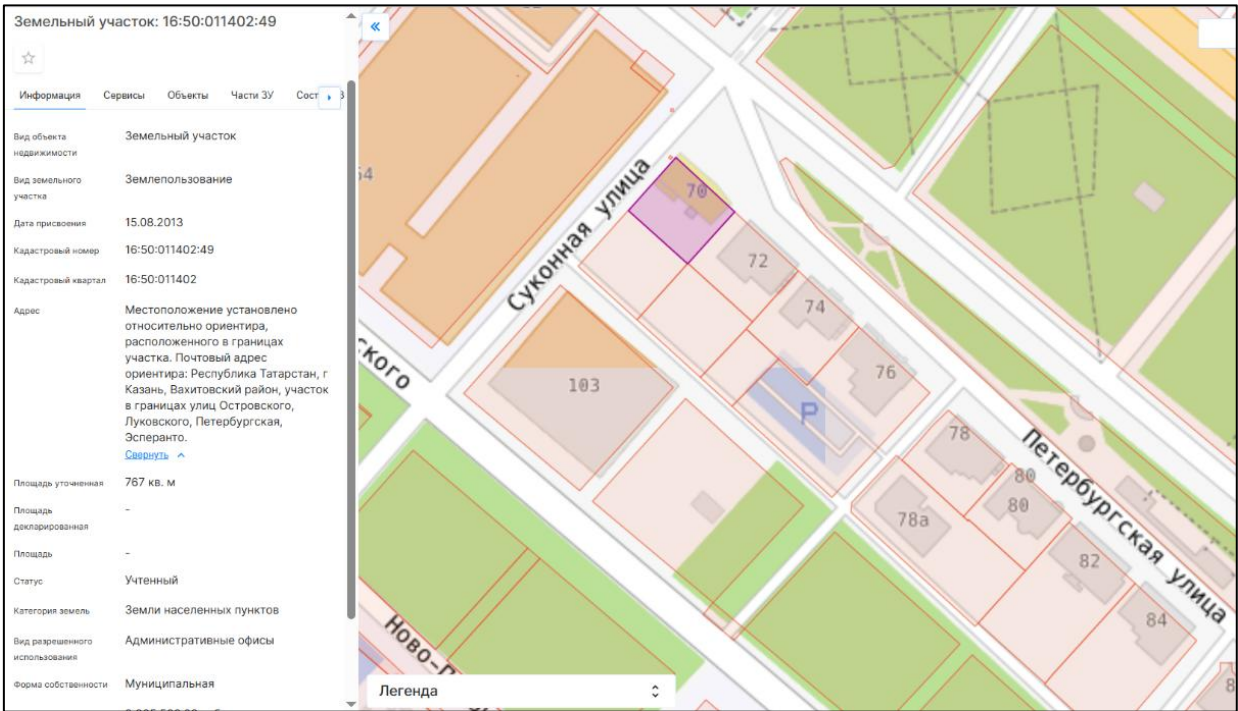 Земельный участок: 16:50:011402:49
Информация Сервисы Объекты Части ЗУ Сост
Вид объекта недвижимости
Земельный участок
Вид земельного участка
Землепользование
Дата присвоения
15.08.2013
Кадастровый номер
16:50:011402:49
Кадастровый квартал
16:50:011402
Адрес
Местоположение установлено
относительно ориентира,
расположенного в границах
участка. Почтовый адрес
ориентира: Республика Татарстан, г
Казань, Вахитовский район, участок
в границах улиц Островского,
Луковского, Петербургская,
Эсперанто.
Свернуть
Площадь уточненная
767 кв. м
Площадь декларированная
-
Площадь
-
Статус
Учтенный
Категория земель
Земли населенных пунктов
Вид разрешенного использования
Административные офисы
Форма собственности
Муниципальная
64
70
Суконная улица
72
74
76
ского
103
P
78
80
80
78а
Петербургская улица
82
84
8
Ново-П
Легенда